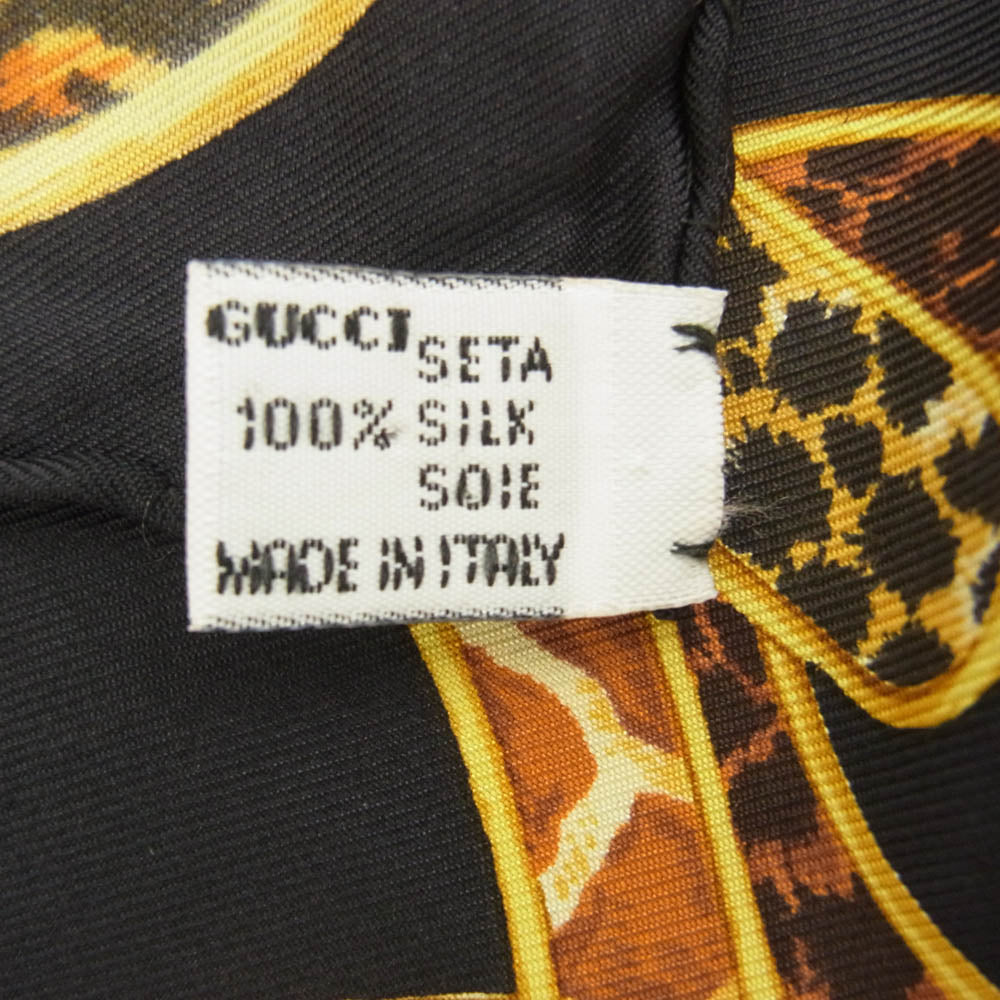 GUCCI
SETA
100% SILK
SOIE
MADE IN ITALY